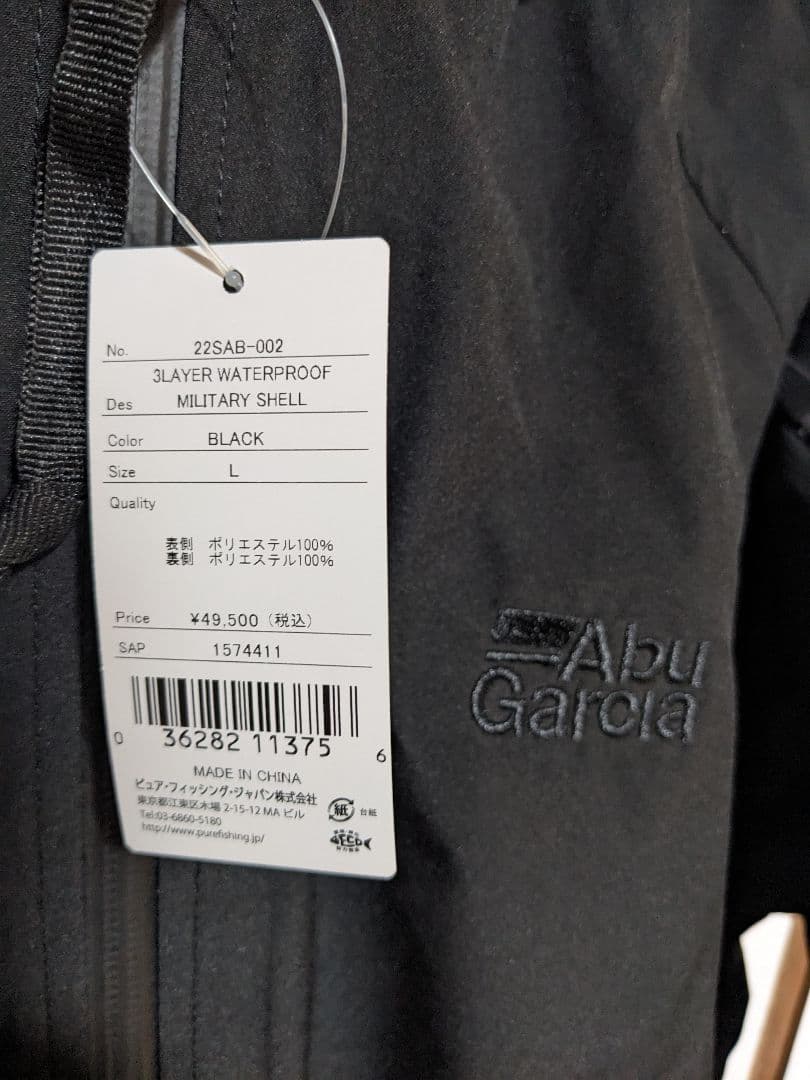 No. 22SAB-002
3LAYER WATERPROOF
Des MILITARY SHELL
Color BLACK
Size L
Quality
表側 ポリエステル100%
裏側 ポリエステル100%
Price ¥49,500（税込）
SAP 1574411
0 36282 11375 6
MADE IN CHINA
ピュア・フィッシング・ジャパン株式会社
東京都江東区木場 2-15-12 MA ビル
Tel:03-6860-5180
http://www.purefishing.jp/
紙 台紙
Abu
Garcia